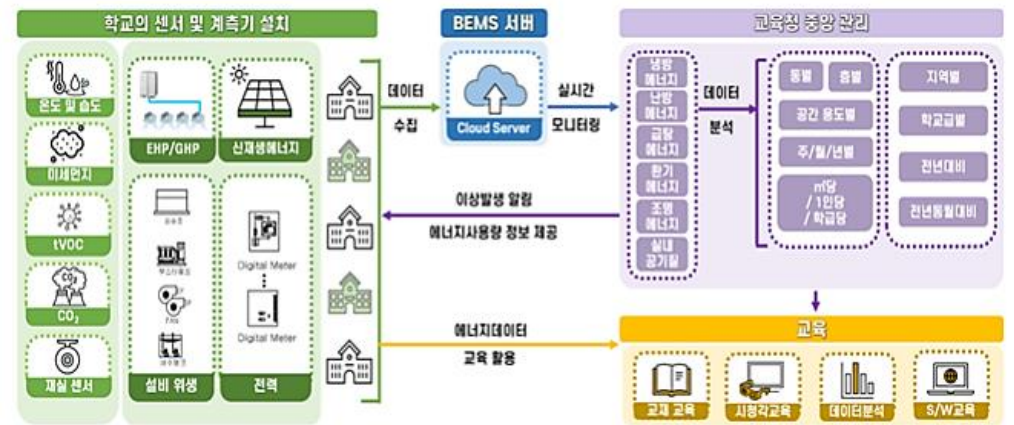 학교의 센서 및 계측기 설치
온도 및 습도
미세먼지
tVOC
CO₂
CO₂
재실 센서
EHP/GHP
신재생에너지
FAN
설비 위생
Digital Meter
Digital Meter
전력
데이터
수집
BEMS 서버
Cloud Server
실시간
모니터링
이상발생 알림
에너지사용량 정보 제공
에너지데이터
교육 활용
교육청 중앙 관리
냉방
에너지
난방
에너지
급탕
에너지
환기
에너지
조명
에너지
실내
공기질
데이터
분석
동별
층별
공간 용도별
주/월/년별
㎡당
/ 1인당
/ 학급당
지역별
학교급별
전년대비
전년동월대비
교육
교재 교육
시청각교육
데이터분석
S/W교육